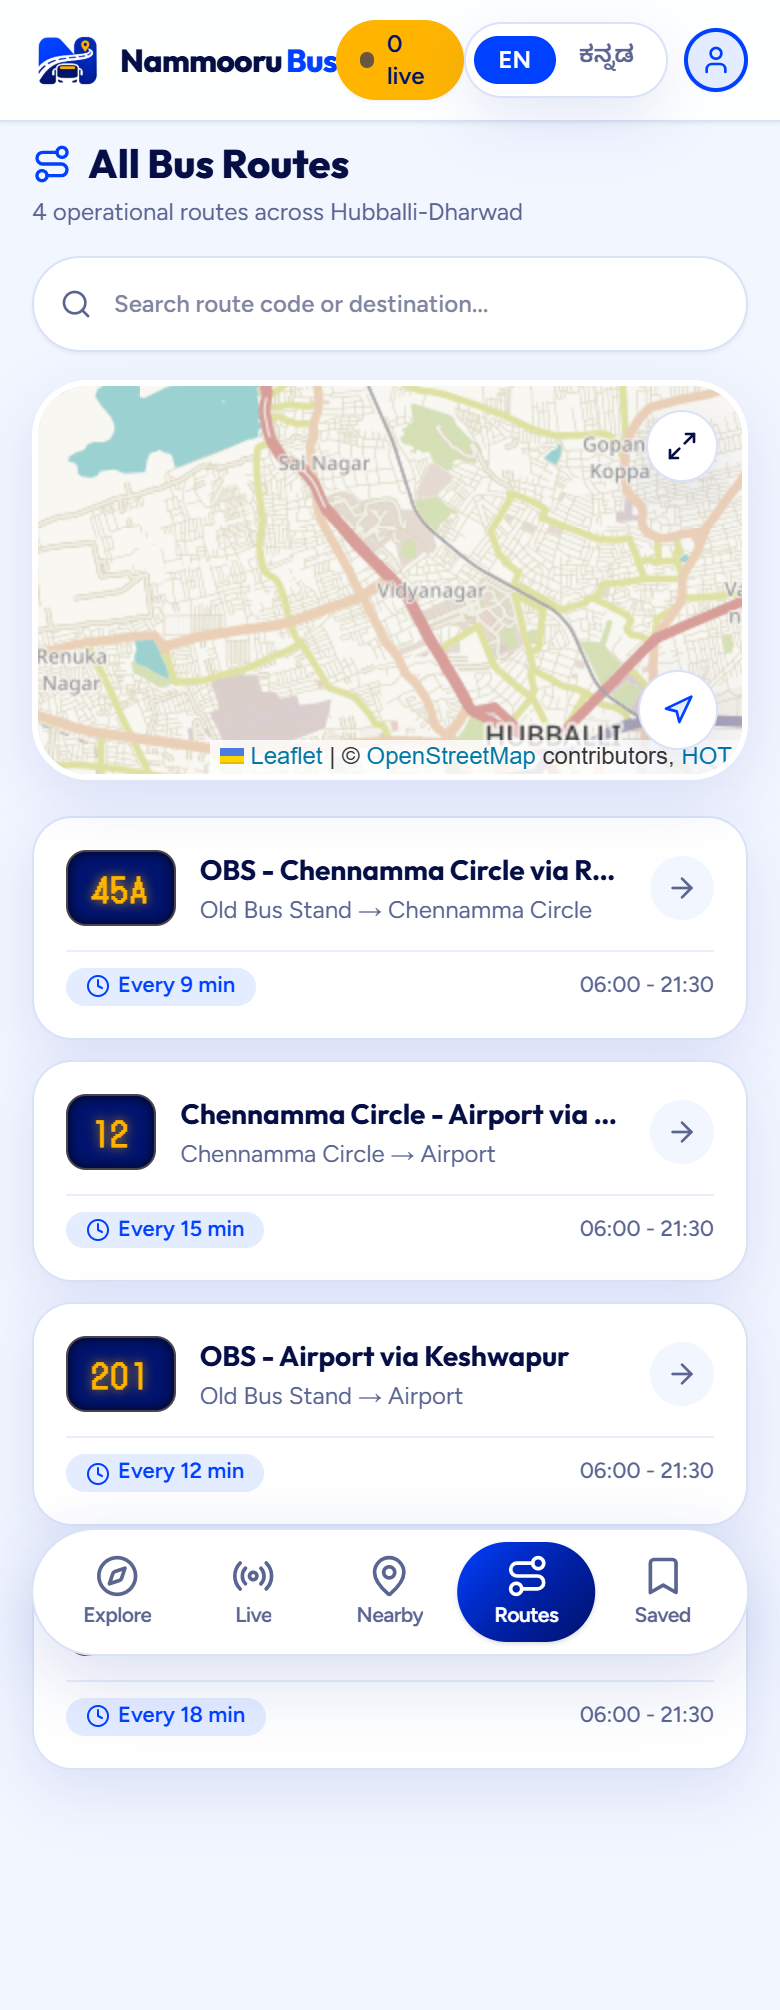 Nammooru Bus
0 live
EN
ಕನ್ನಡ
All Bus Routes
4 operational routes across Hubballi-Dharwad
Search route code or destination...
Sai Nagar
Gopan
Koppa
Vidyanagar
Va
n
Renuka
Nagar
HUBBALLI
Leaflet | © OpenStreetMap contributors, HOT
45A
OBS - Chennamma Circle via R...
Old Bus Stand → Chennamma Circle
Every 9 min
06:00 - 21:30
12
Chennamma Circle - Airport via ...
Chennamma Circle → Airport
Every 15 min
06:00 - 21:30
201
OBS - Airport via Keshwapur
Old Bus Stand → Airport
Every 12 min
06:00 - 21:30
Explore
Live
Nearby
Routes
Saved
Every 18 min
06:00 - 21:30